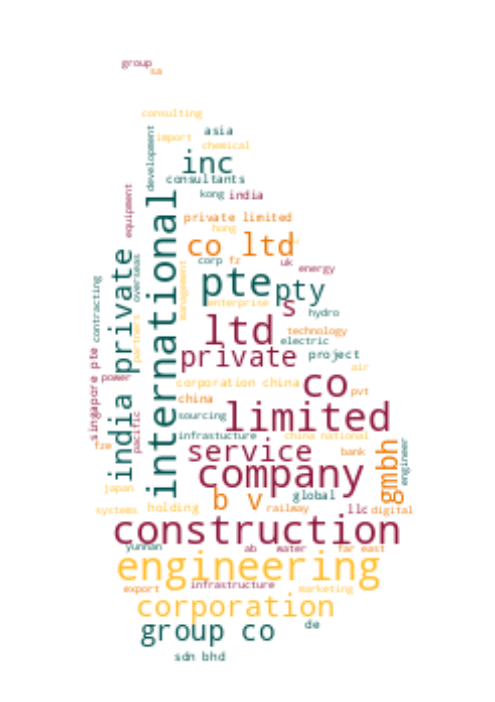 group
sa
consulting
development
import
asia
chemical
inc
consultants
equipment
international
kong
india
private limited
hong
co ltd
india private
overseas
management
corp
fz
uk
energy
contracting
pte
pty
enterprise
s
hydro
partners
ltd
technology
electric
singapore pte
private
project
power
corporation china
co
air
pvt
china
pacific
sourcing
limited
infrastucture
china national
fze
service
bank
gmbh
engineer
company
japan
b v
global
systems
holding
railway
llc
digital
construction
yunnan
ab
water
far east
engineering
export
infrastructure
marketing
corporation
group co
de
sdn bhd